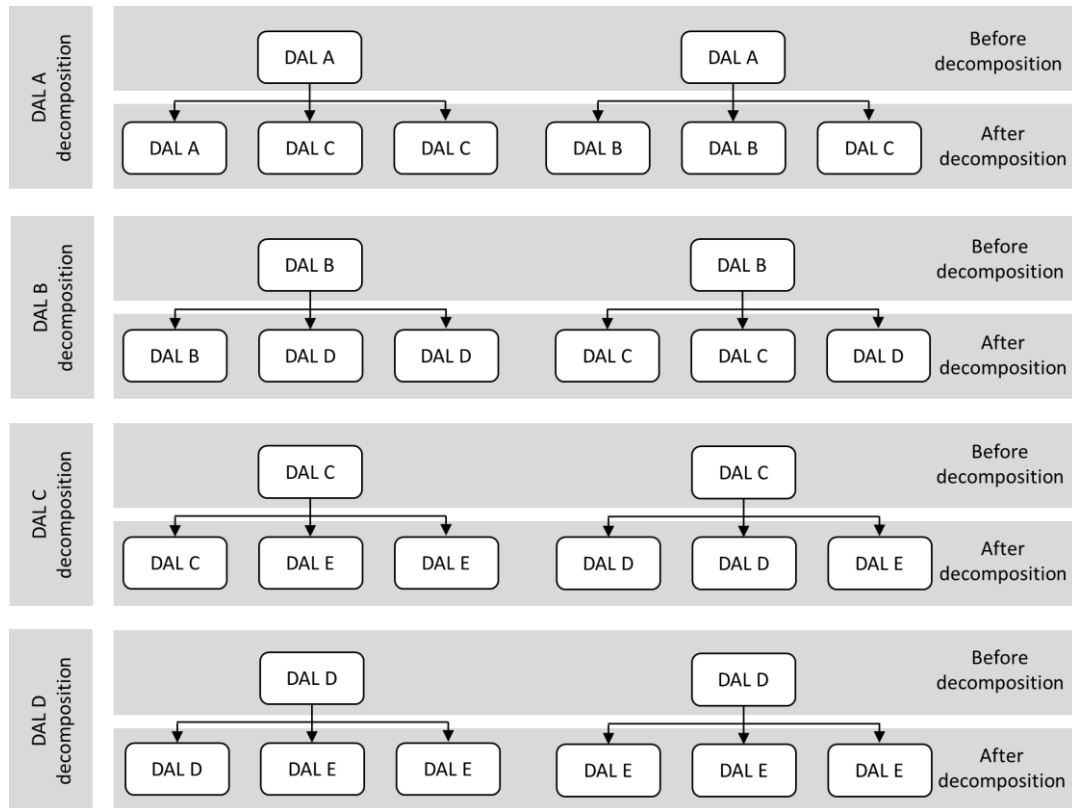 DAL A
decomposition
DAL A
DAL A
Before
decomposition
DAL A
DAL C
DAL C
DAL B
DAL B
DAL C
After
decomposition
DAL B
decomposition
DAL B
DAL B
Before
decomposition
DAL B
DAL D
DAL D
DAL C
DAL C
DAL D
After
decomposition
DAL C
decomposition
DAL C
DAL C
Before
decomposition
DAL C
DAL E
DAL E
DAL D
DAL D
DAL E
After
decomposition
DAL D
decomposition
DAL D
DAL D
Before
decomposition
DAL D
DAL E
DAL E
DAL E
DAL E
DAL E
After
decomposition